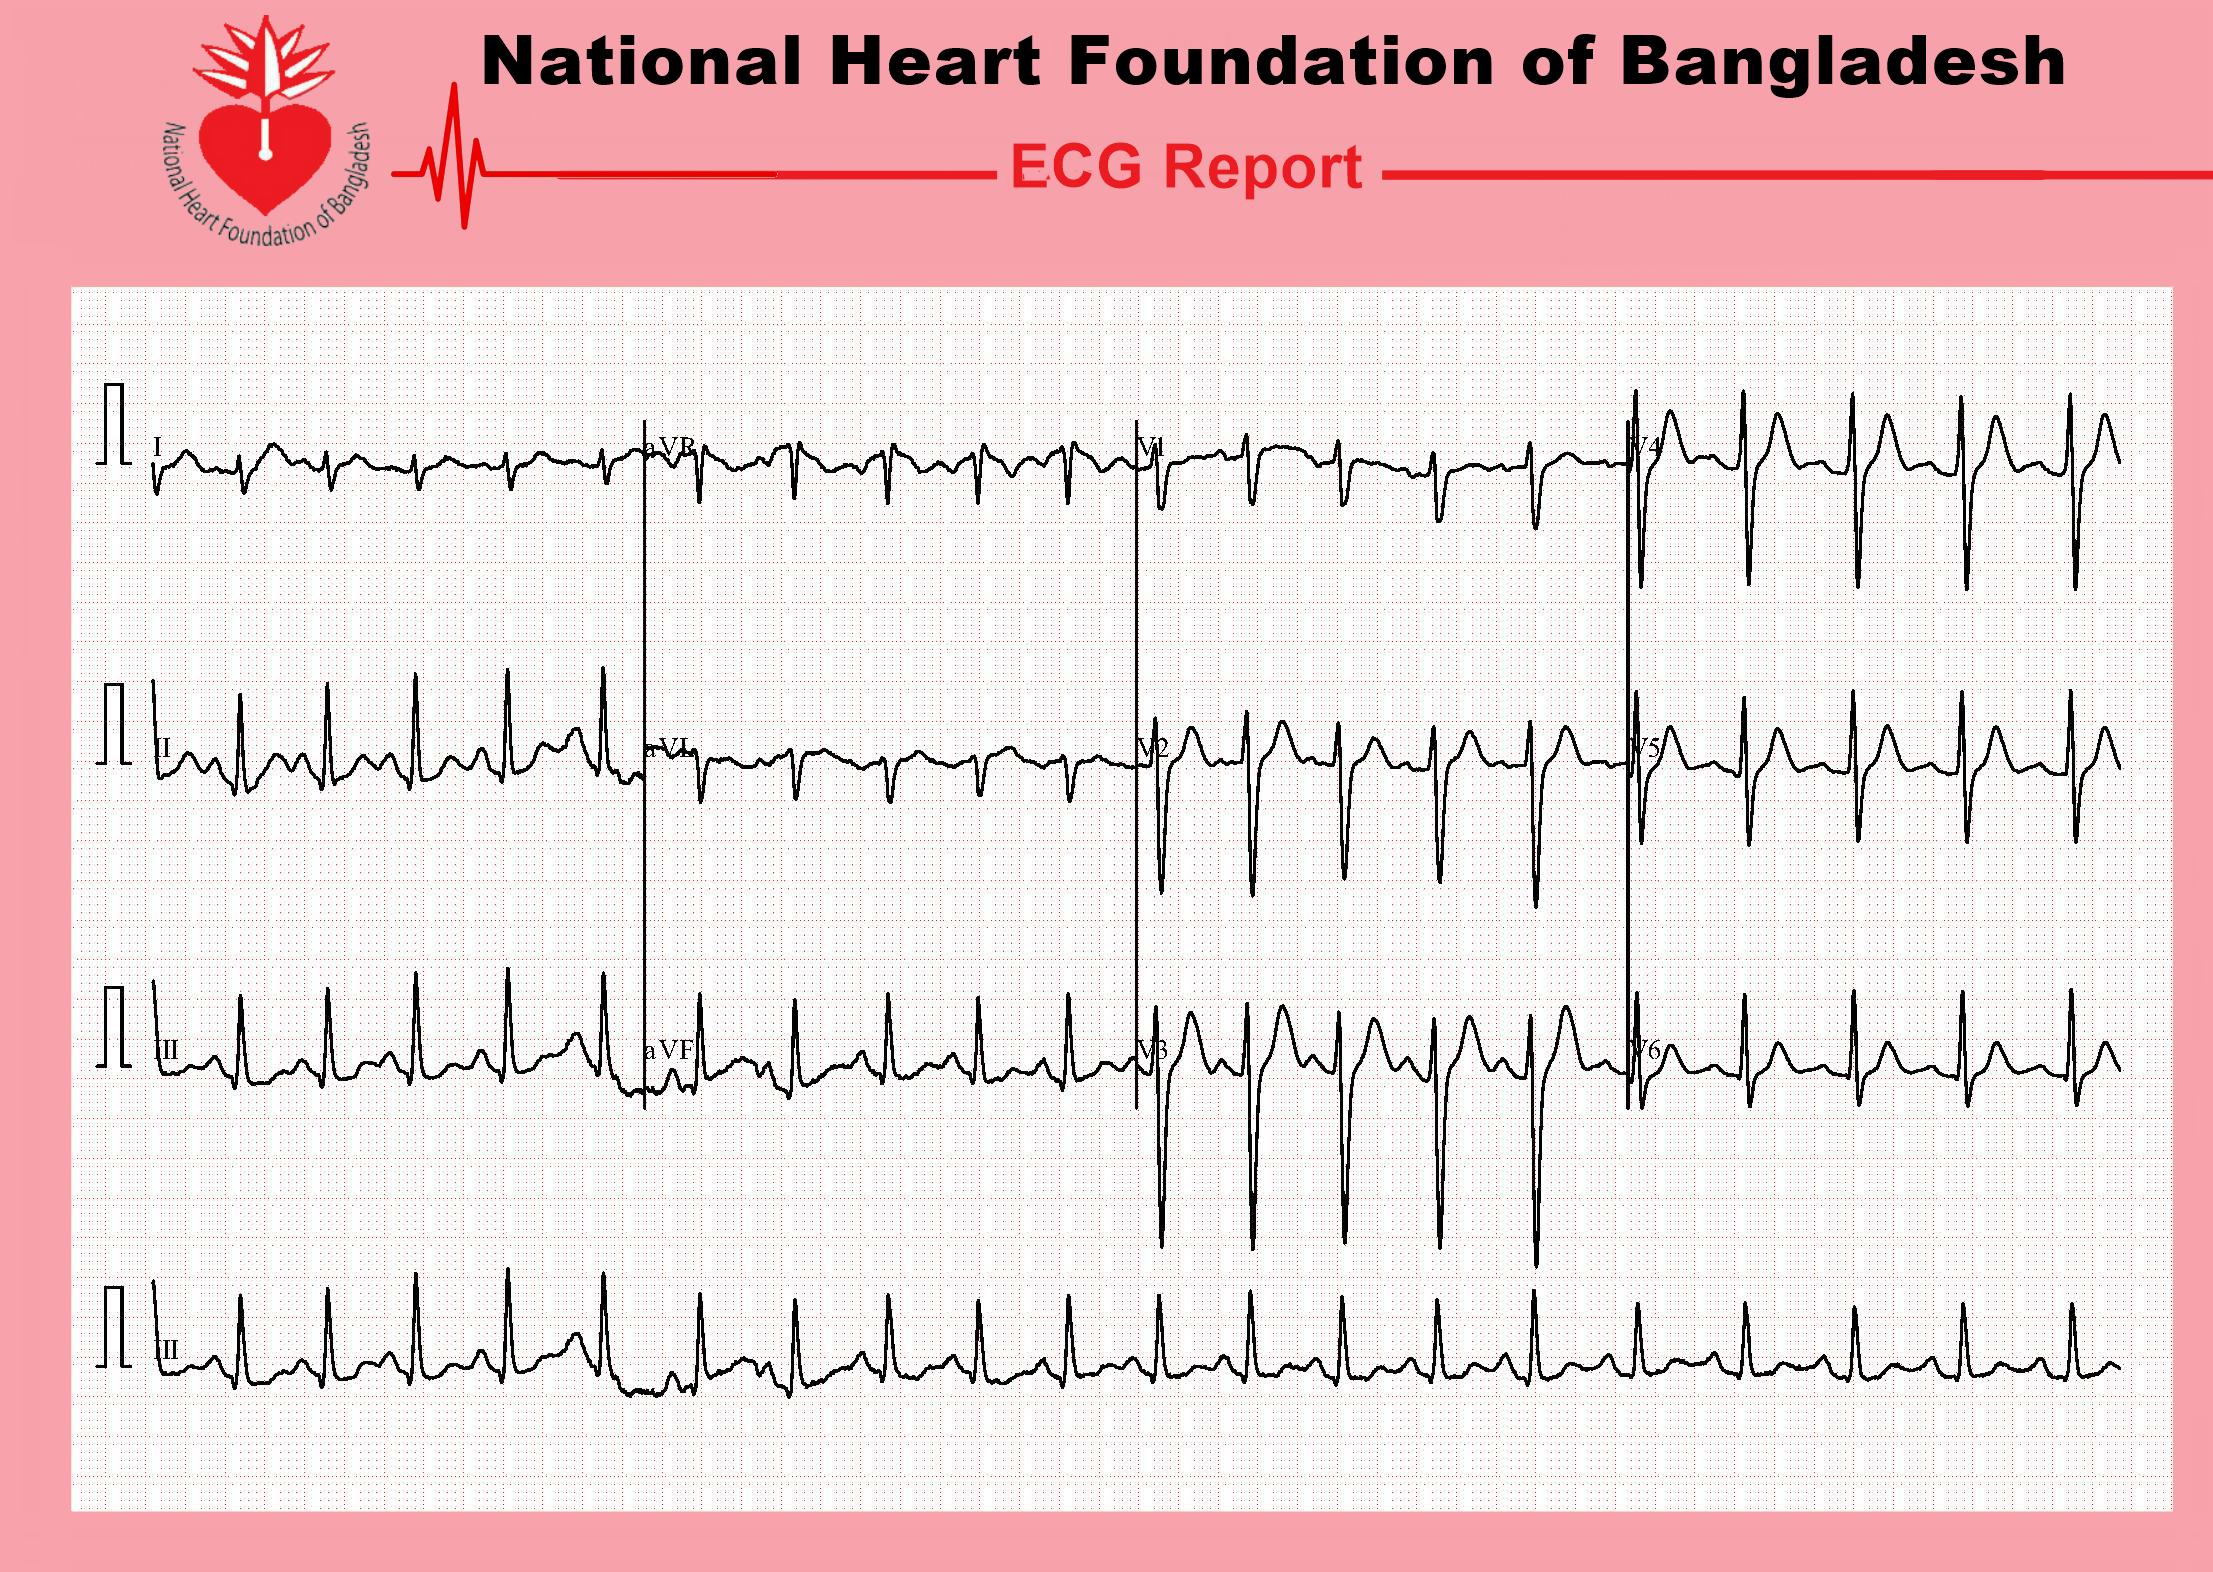 National Heart Foundation of Bangladesh
National Heart Foundation of Bangladesh
ECG Report
I
aVR
V1
V4
II
aVL
V2
V5
III
aVF
V3
V6
III